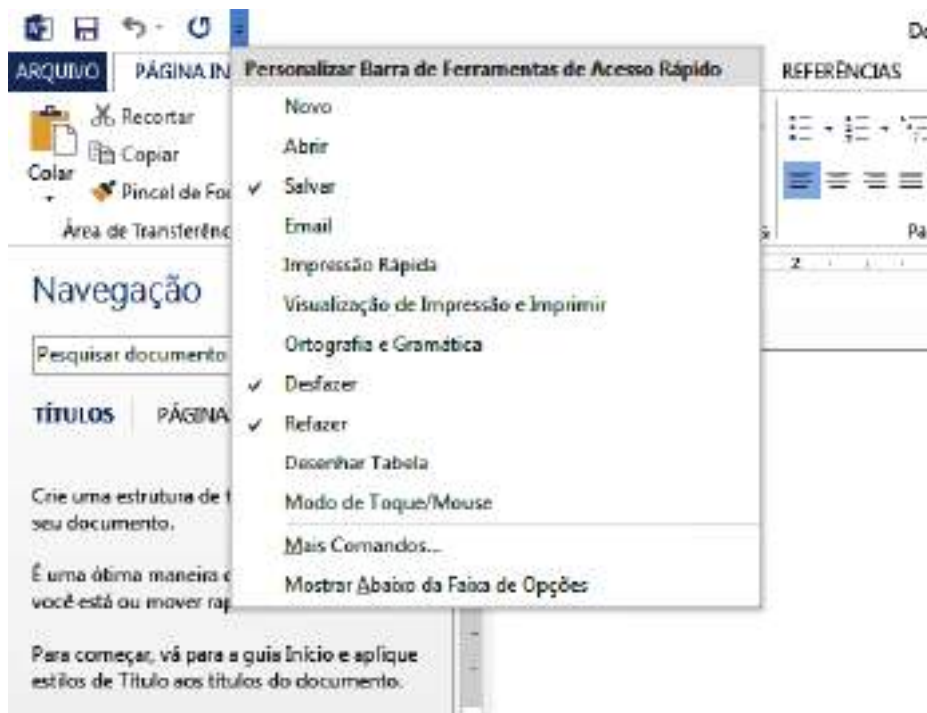 Do
ARQUIVO PÁGINA IN REFERÊNCIAS
Personalizar Barra de Ferramentas de Acesso Rápido
Novo
Abrir
Salvar
Email
Impressão Rápida
Visualização de Impressão e Imprimir
Ortografia e Gramática
Desfazer
Refazer
Desenhar Tabela
Modo de Toque/Mouse
Mais Comandos...
Mostrar Abaixo da Faixa de Opções
Recortar
Copiar
Colar
Pincel de For
Área de Transferênc
Pa
2
Navegação
Pesquisar documento
TÍTULOS PÁGINA
Crie uma estrutura de t
seu documento.
É uma ótima maneira d
você está ou mover rap
Para começar, vá para a guia Início e aplique
estilos de Título aos títulos do documento.